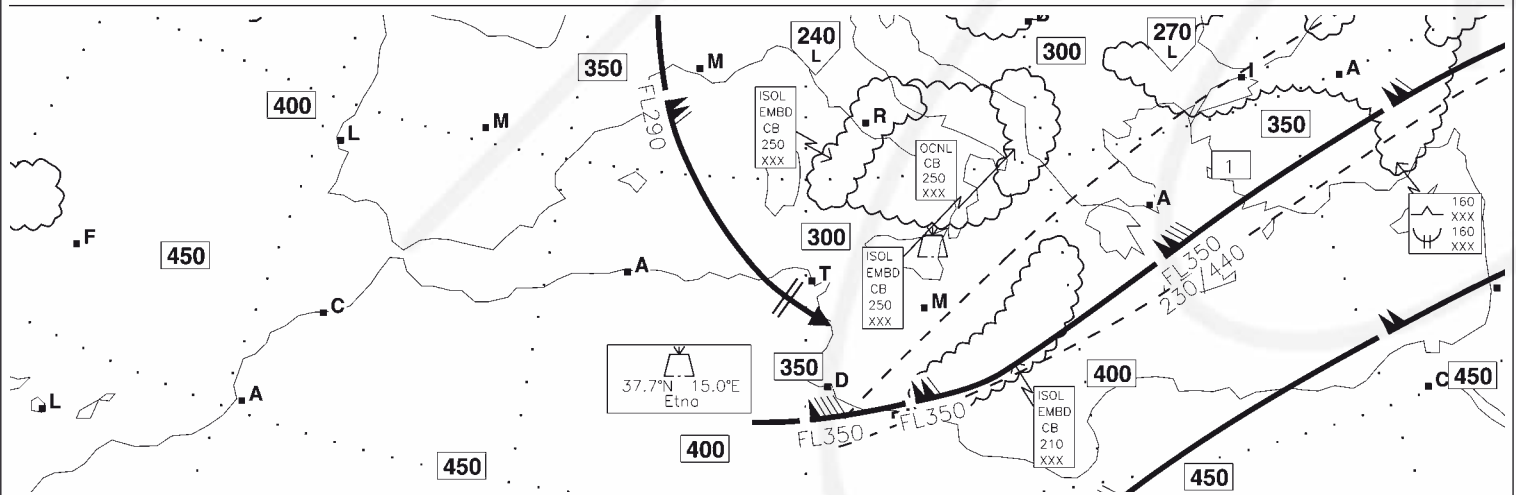 240
L
270
L
300
350
M
400
L
M
FL290
ISOL
EMBD
CB
250
XXX
R
OCNL
CB
250
XXX
I
A
350
1
A
160
XXX
160
XXX
F
450
300
A
T
C
ISOL
EMBD
CB
250
XXX
M
FL350
230/440
37.7°N 15.0°E
Etna
350
D
400
C
450
L
A
FL350
FL350
ISOL
EMBD
CB
210
XXX
400
450
450